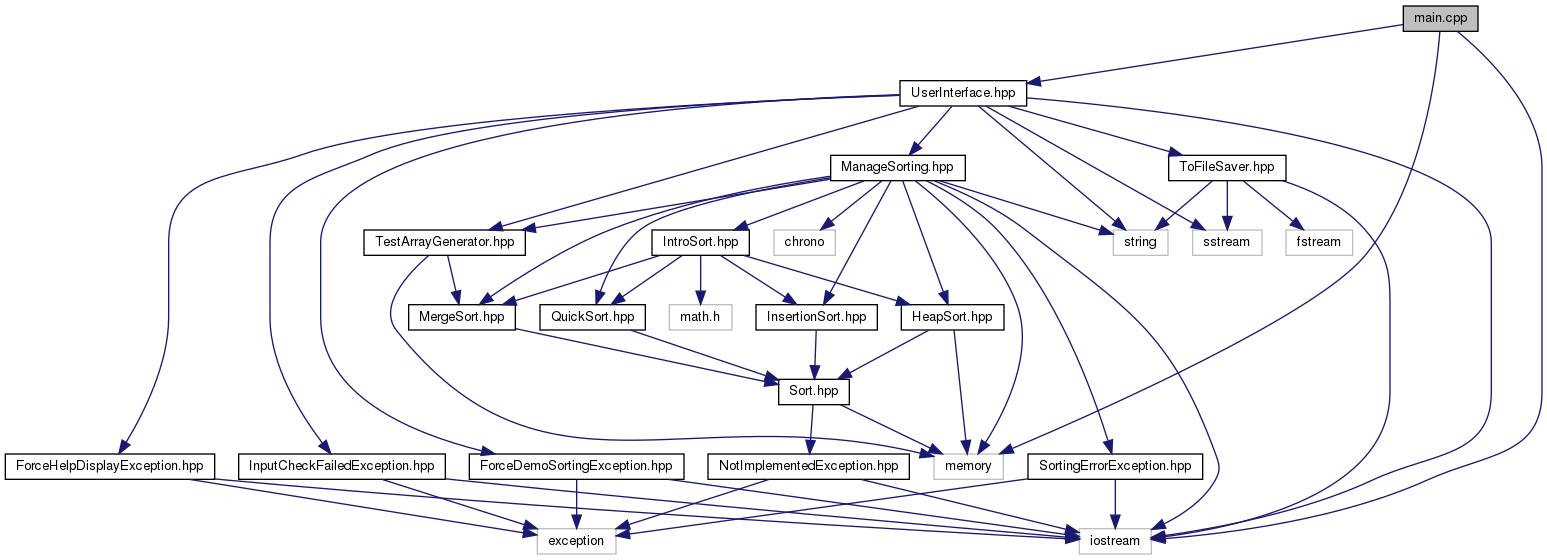 main.cpp
UserInterface.hpp
ManageSorting.hpp
ToFileSaver.hpp
TestArrayGenerator.hpp
IntroSort.hpp
chrono
string
sstream
fstream
MergeSort.hpp
QuickSort.hpp
math.h
InsertionSort.hpp
HeapSort.hpp
Sort.hpp
ForceHelpDisplayException.hpp
InputCheckFailedException.hpp
ForceDemoSortingException.hpp
NotImplementedException.hpp
memory
SortingErrorException.hpp
exception
iostream